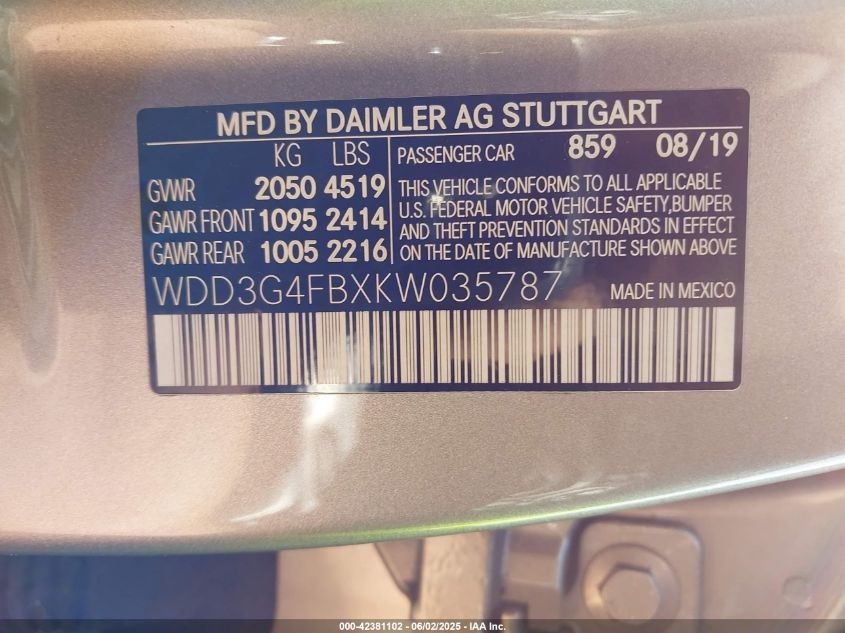 MFD BY DAIMLER AG STUTTGART
KG LBS
GVWR 2050 4519
GAWR FRONT 1095 2414
GAWR REAR 1005 2216
PASSENGER CAR 859 08/19
THIS VEHICLE CONFORMS TO ALL APPLICABLE
U.S. FEDERAL MOTOR VEHICLE SAFETY,BUMPER
AND THEFT PREVENTION STANDARDS IN EFFECT
ON THE DATE OF MANUFACTURE SHOWN ABOVE
WDD3G4FBXKW035787 MADE IN MEXICO
000-42381102 - 06/02/2025 - IAA Inc.